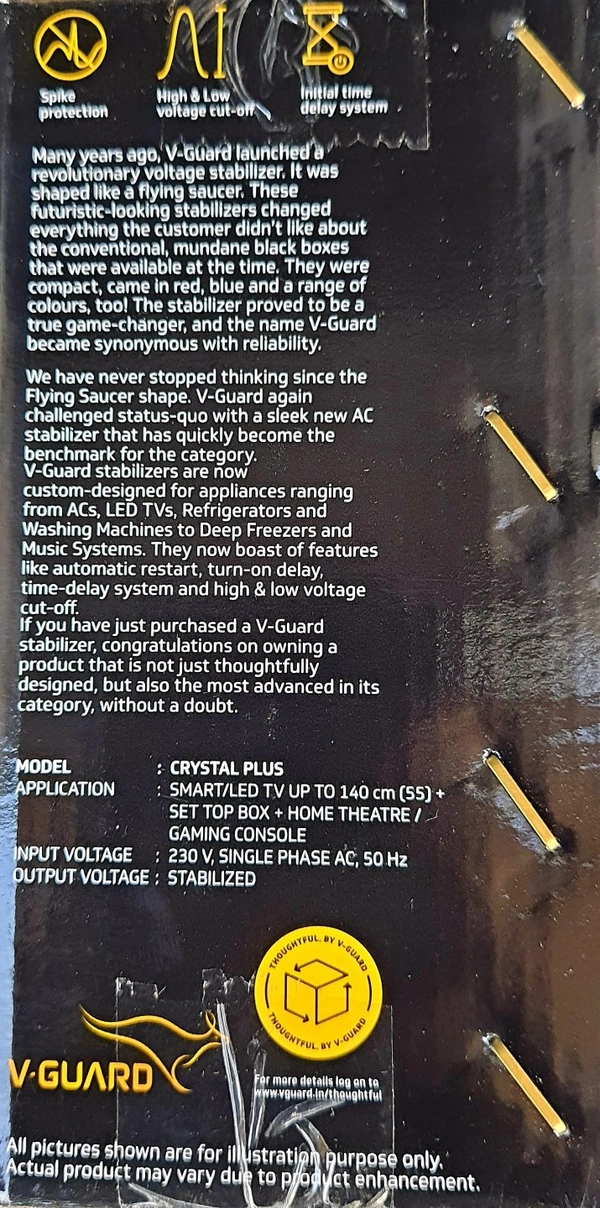 Spike
protection
High & Low
voltage cut-off
Initial time
delay system
Many years ago, V-Guard launched a
revolutionary voltage stabilizer. It was
shaped like a flying saucer. These
futuristic-looking stabilizers changed
everything the customer didn't like about
the conventional, mundane black boxes
that were available at the time. They were
compact, came in red, blue and a range of
colours, too! The stabilizer proved to be a
true game-changer, and the name V-Guard
became synonymous with reliability.
We have never stopped thinking since the
Flying Saucer shape. V-Guard again
challenged status-quo with a sleek new AC
stabilizer that has quickly become the
benchmark for the category.
V-Guard stabilizers are now
custom-designed for appliances ranging
from ACs, LED TVs, Refrigerators and
Washing Machines to Deep Freezers and
Music Systems. They now boast of features
like automatic restart, turn-on delay,
time-delay system and high & low voltage
cut-off.
If you have just purchased a V-Guard
stabilizer, congratulations on owning a
product that is not just thoughtfully
designed, but also the most advanced in its
category, without a doubt.
MODEL : CRYSTAL PLUS
APPLICATION : SMART/LED TV UP TO 140 cm (55) +
SET TOP BOX + HOME THEATRE /
GAMING CONSOLE
INPUT VOLTAGE : 230 V, SINGLE PHASE AC, 50 Hz
OUTPUT VOLTAGE : STABILIZED
THOUGHTFUL. BY V-GUARD
THOUGHTFUL. BY V-GUARD
V-GUARD
For more details log on to
www.vguard.in/thoughtful
All pictures shown are for illustration purpose only.
Actual product may vary due to product enhancement.